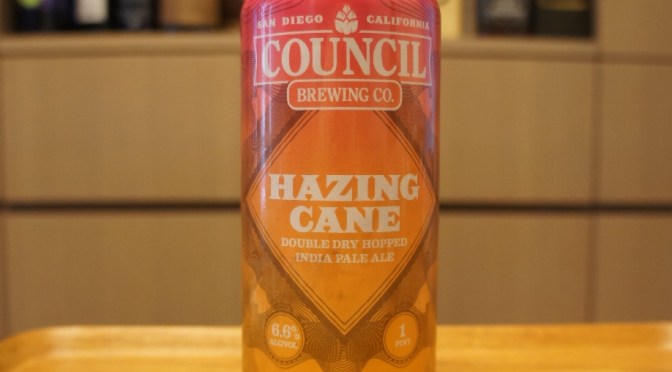 SAN DIEGO CALIFORNIA
COUNCIL
BREWING CO.
HAZING
CANE
DOUBLE DRY HOPPED
INDIA PALE ALE
6.6% 1
ALC/VOL PINT